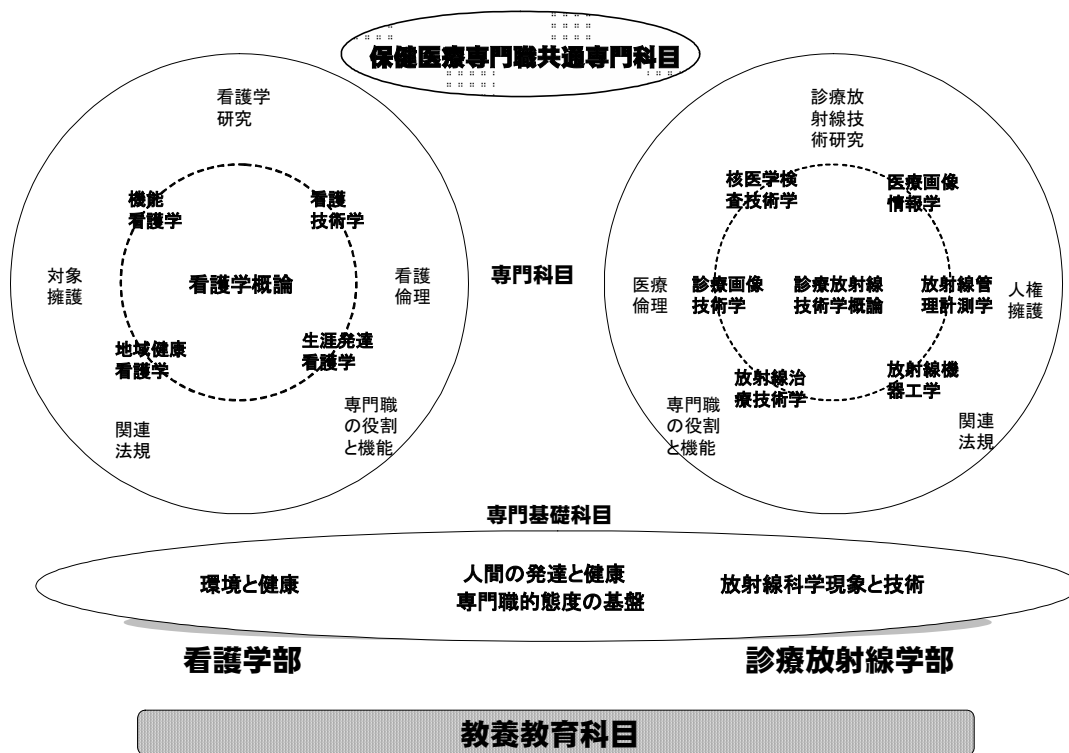 保健医療専門職共通専門科目
看護学
研究
機能
看護学
看護
技術学
対象
擁護
看護学概論
看護
倫理
地域健康
看護学
生涯発達
看護学
関連
法規
専門職
の役割
と機能
専門科目
診療放
射線技
術研究
核医学検
査技術学
医療画像
情報学
医療
倫理
診療画像
技術学
診療放射線
技術学概論
放射線管
理計測学
人権
擁護
放射線治
療技術学
放射線機
器工学
専門職
の役割
と機能
関連
法規
専門基礎科目
環境と健康
人間の発達と健康
専門職的態度の基盤
放射線科学現象と技術
看護学部
診療放射線学部
教養教育科目